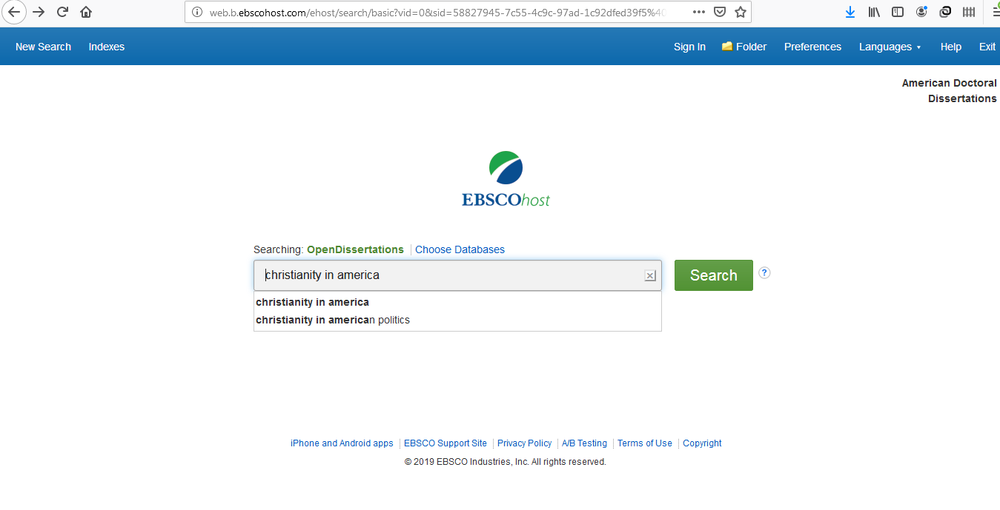 web.b.ebscohost.com/ehost/search/basic?vid=0&sid=58827945-7c55-4c9c-97ad-1c92dfed39f5%4
New Search Indexes Sign In Folder Preferences Languages Help Exit
American Doctoral
Dissertations
EBSCOhost
Searching: OpenDissertations Choose Databases
christianity in america Search ?
christianity in america
christianity in american politics
iPhone and Android apps EBSCO Support Site Privacy Policy A/B Testing Terms of Use Copyright
© 2019 EBSCO Industries, Inc. All rights reserved.